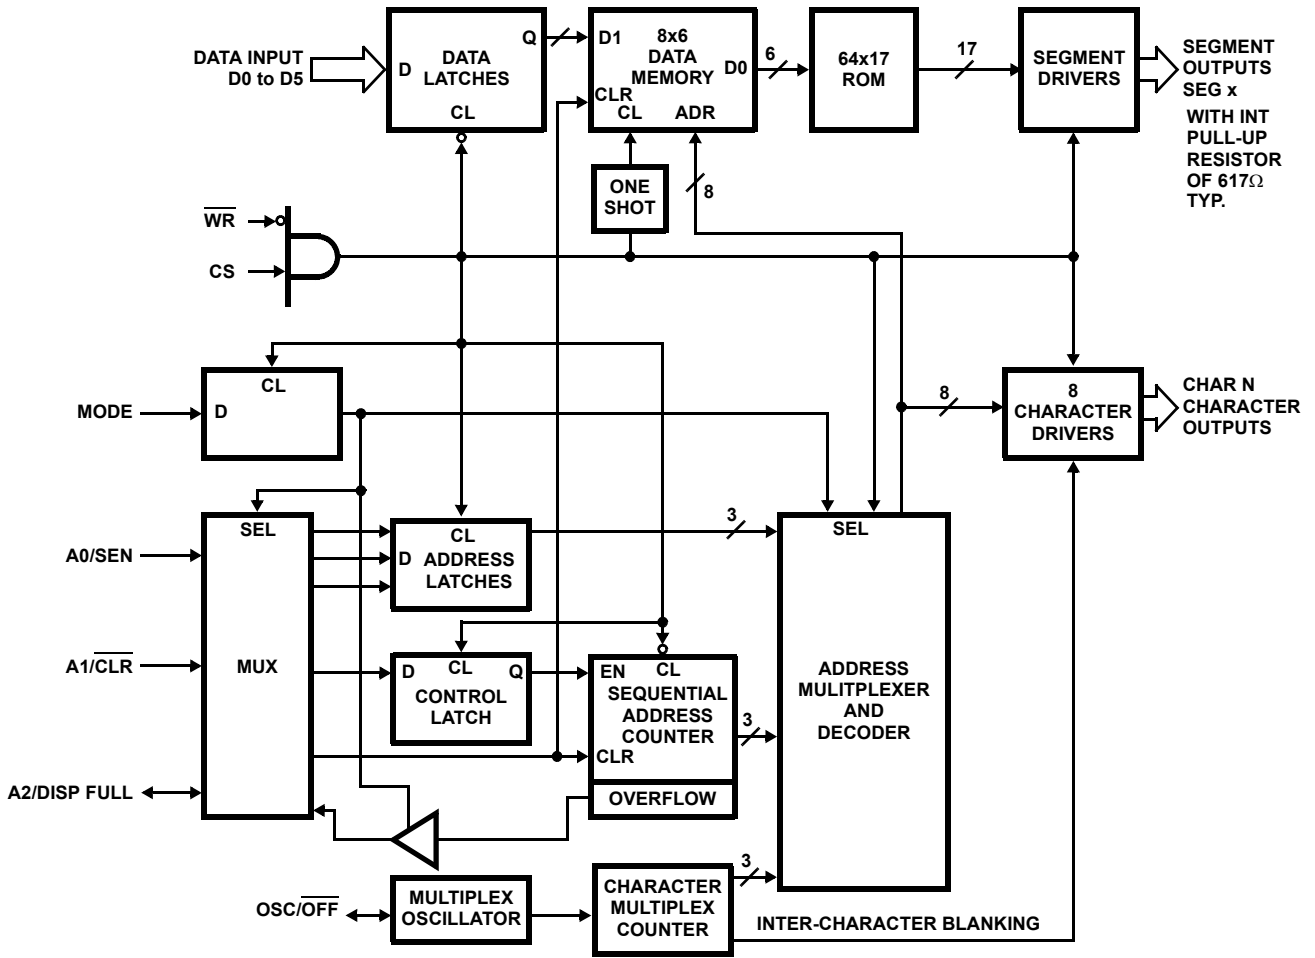 DATA INPUT
D0 to D5
D
DATA
LATCHES
Q
CL
D1
8x6
DATA
MEMORY
D0
CLR
CL
ADR
6
64x17
ROM
17
SEGMENT
DRIVERS
SEGMENT
OUTPUTS
SEG x
WITH INT
PULL-UP
RESISTOR
OF 617Ω
TYP.
ONE
SHOT
8
WR
CS
MODE
CL
D
8
8
CHARACTER
DRIVERS
CHAR N
CHARACTER
OUTPUTS
A0/SEN
A1/CLR
A2/DISP FULL
SEL
MUX
CL
D
ADDRESS
LATCHES
3
SEL
ADDRESS
MULITPLEXER
AND
DECODER
D
CL
Q
CONTROL
LATCH
EN
CL
SEQUENTIAL
ADDRESS
COUNTER
CLR
OVERFLOW
3
OSC/OFF
MULTIPLEX
OSCILLATOR
CHARACTER
MULTIPLEX
COUNTER
3
INTER-CHARACTER BLANKING